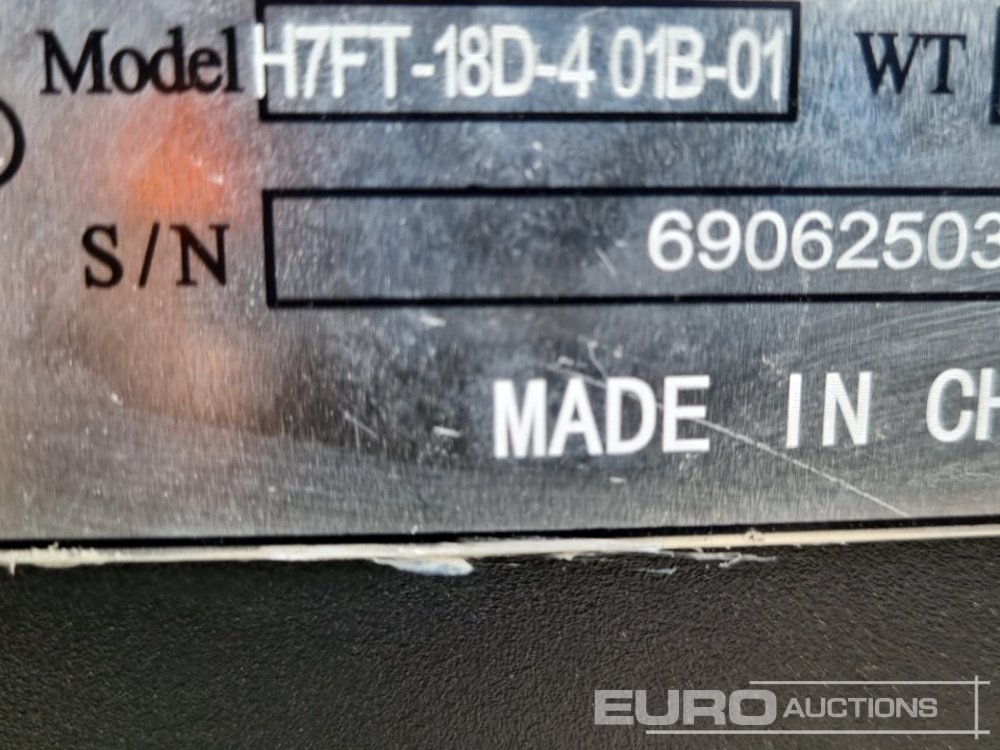 Model H7FT-18D-4 01B-01 WT
S/N 69062503
MADE IN CH
EURO AUCTIONS